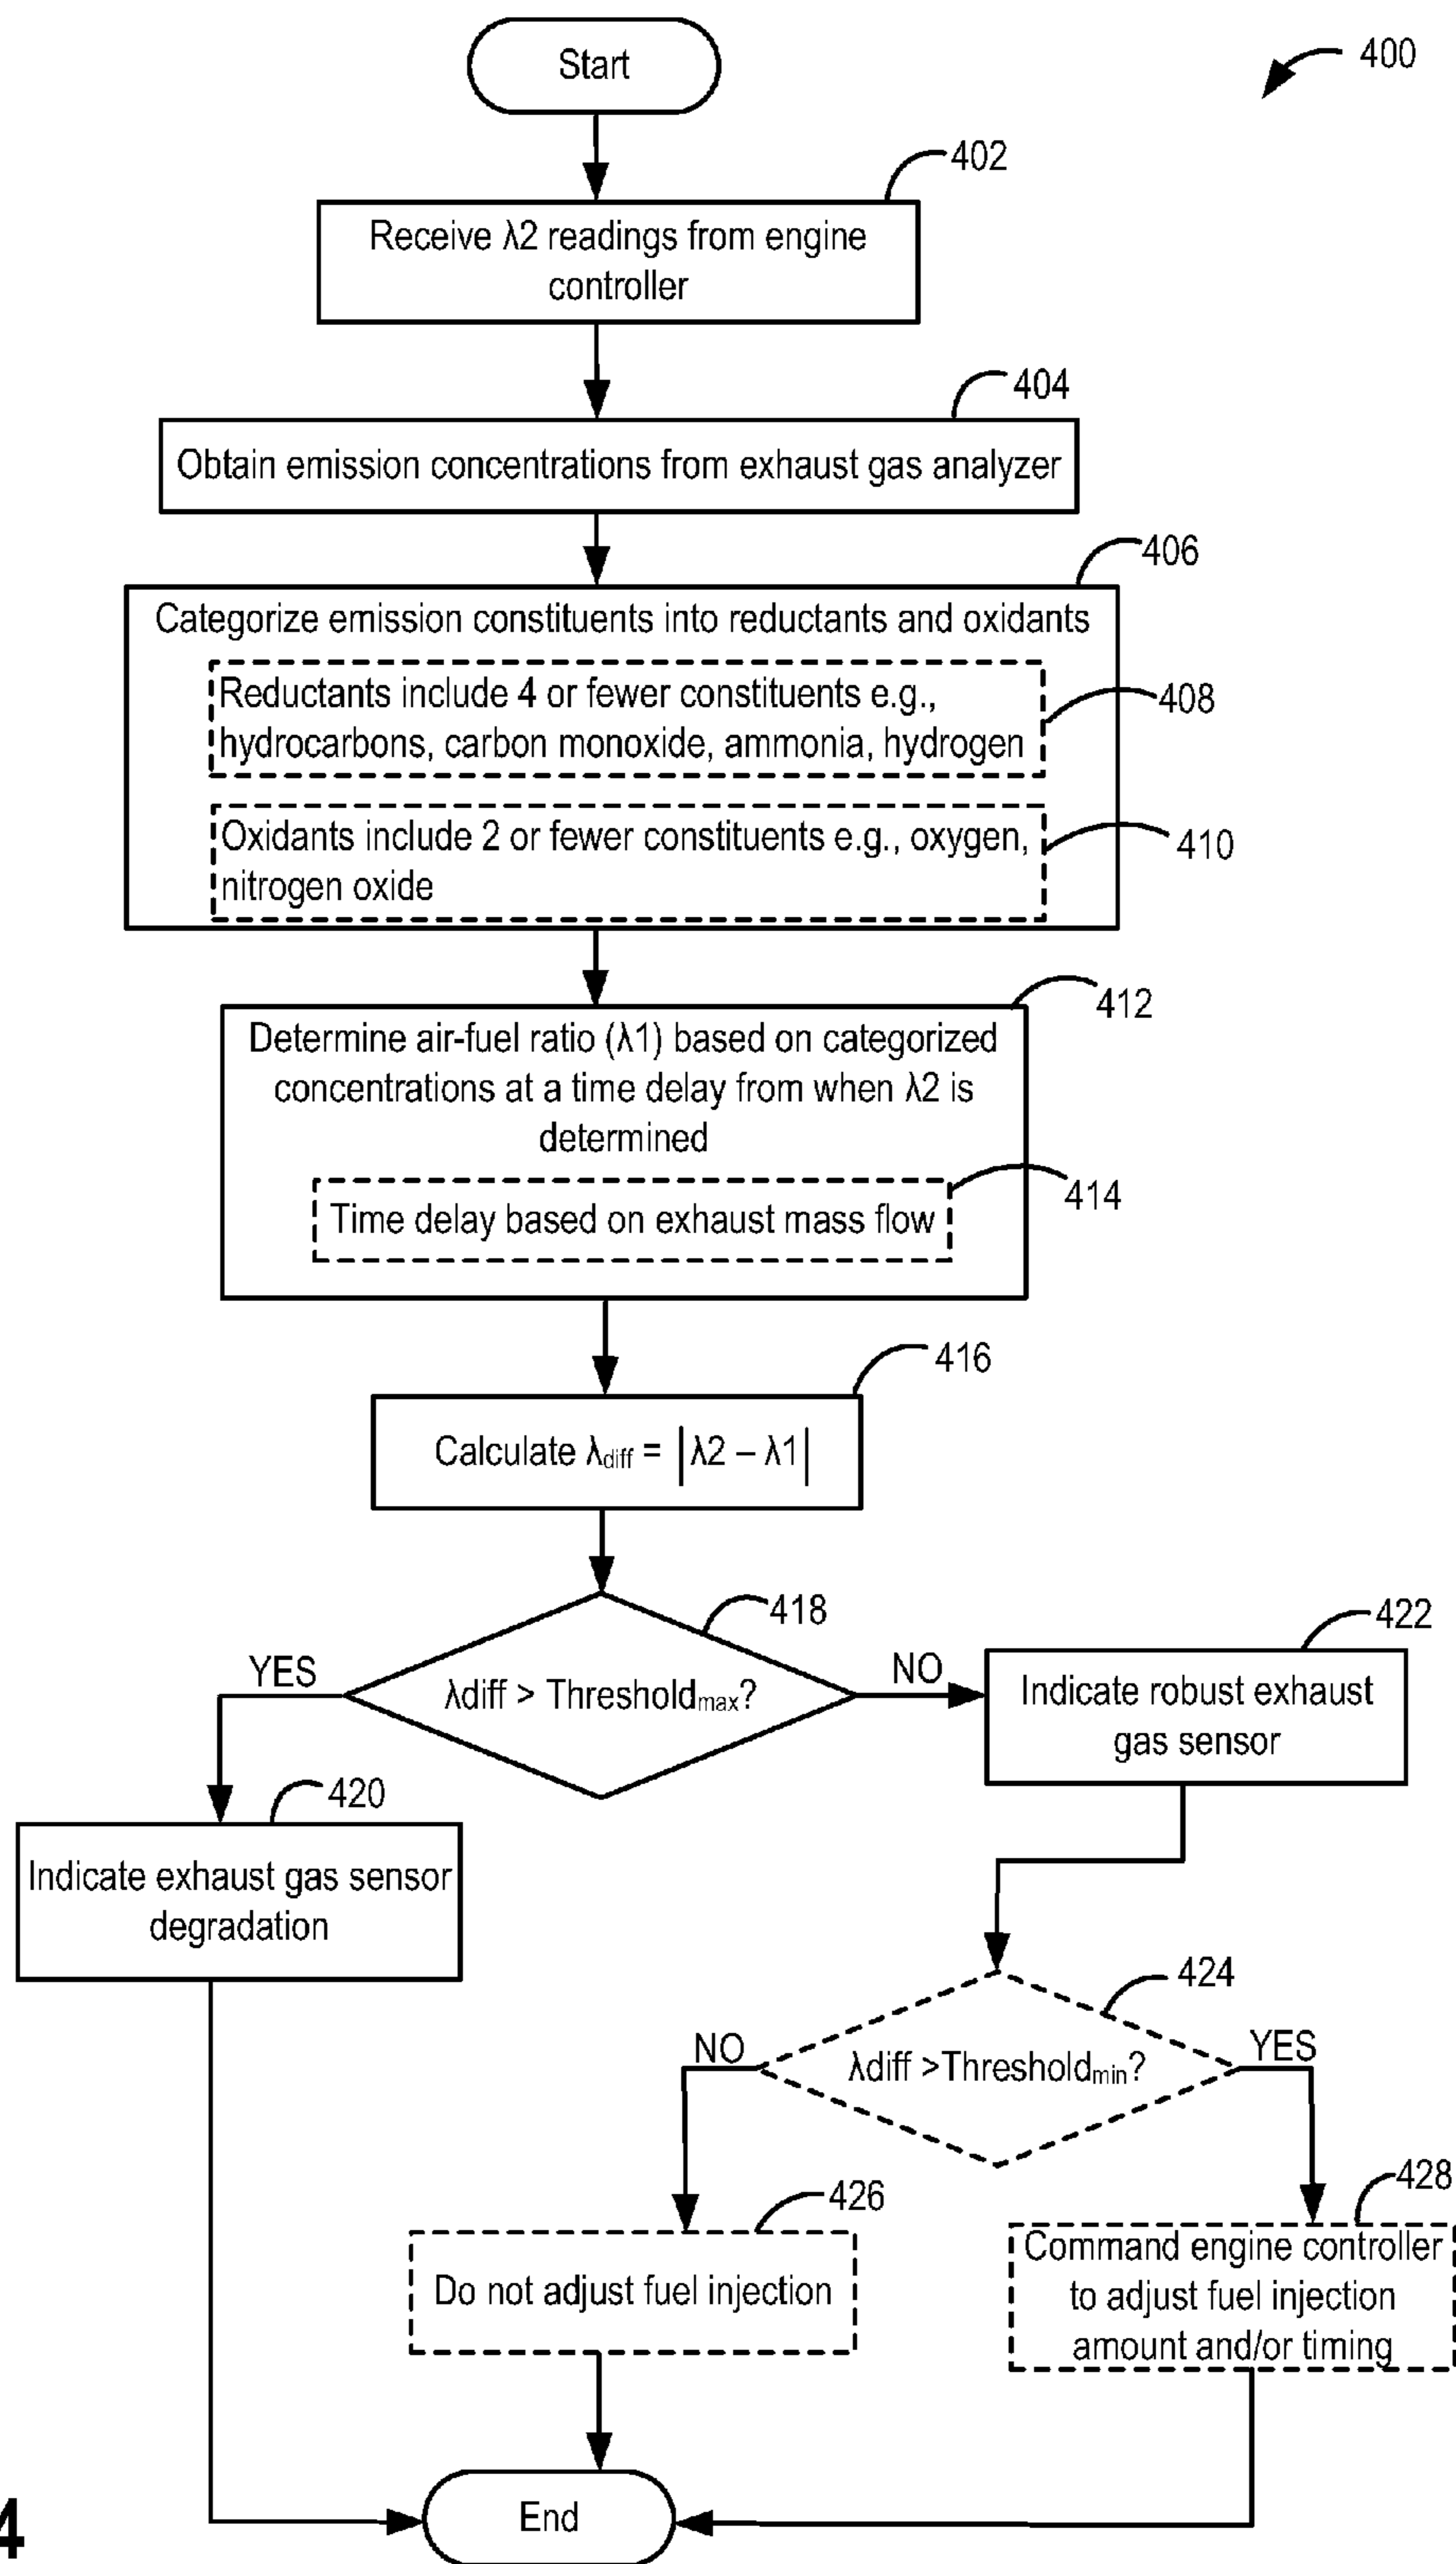 Start
400
402
Receive λ2 readings from engine
controller
404
Obtain emission concentrations from exhaust gas analyzer
406
Categorize emission constituents into reductants and oxidants
Reductants include 4 or fewer constituents e.g.,
hydrocarbons, carbon monoxide, ammonia, hydrogen
408
Oxidants include 2 or fewer constituents e.g., oxygen,
nitrogen oxide
410
412
Determine air-fuel ratio (λ1) based on categorized
concentrations at a time delay from when λ2 is
determined
414
Time delay based on exhaust mass flow
416
Calculate λdiff = |λ2 – λ1|
418
λdiff > Thresholdmax?
YES
NO
422
Indicate robust exhaust
gas sensor
420
Indicate exhaust gas sensor
degradation
424
λdiff >Thresholdmin?
NO
YES
426
Do not adjust fuel injection
428
Command engine controller
to adjust fuel injection
amount and/or timing
End
4